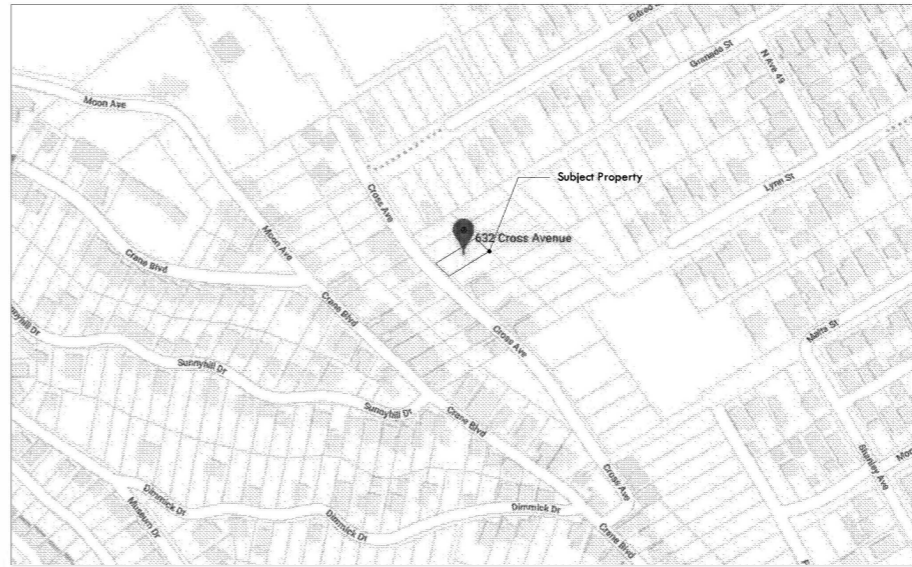 Eldred
Granada St
N Ave 49
Moon Ave
Subject Property
Lynn St
Cross Ave
632 Cross Avenue
Moon Ave
Crane Blvd
Crane Blvd
Cross Ave
Malta St
Sunnyhill Dr
Sunnyhill Dr
Crane Blvd
Stanley Ave
Cross Ave
Dimmick Dr
Museum Dr
Dimmick Dr
Dimmick Dr
Crane Blvd